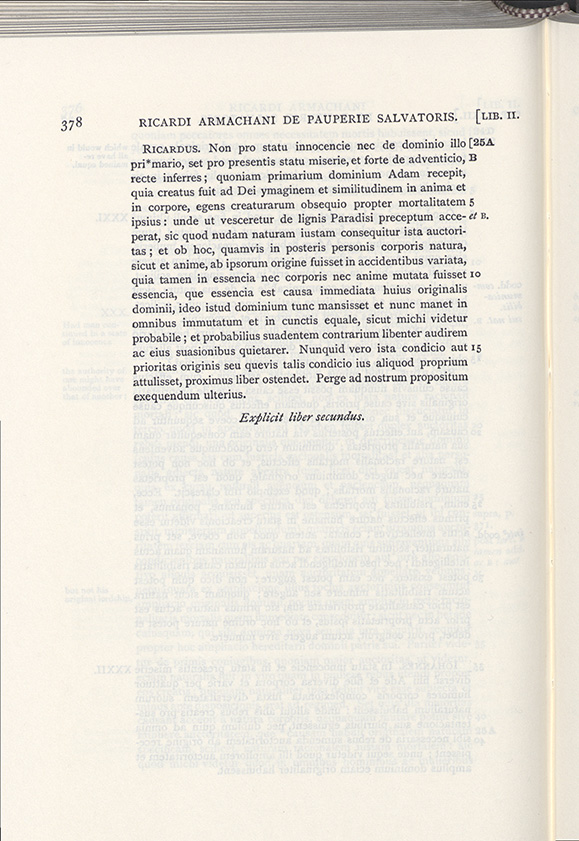 378 RICARDI ARMACHANI DE PAUPERIE SALVATORIS. [LIB. II.
RICARDUS. Non pro statu innocencie nec de dominio illo [25A
pri*mario, set pro presentis statu miserie, et forte de adventicio, B
recte inferres; quoniam primarium dominium Adam recepit,
quia creatus fuit ad Dei ymaginem et similitudinem in anima et
in corpore, egens creaturarum obsequio propter mortalitatem 5
ipsius: unde ut vesceretur de lignis Paradisi preceptum acce- et B.
perat, sic quod nudam naturam iustam consequitur ista auctori-
tas; et ob hoc, quamvis in posteris personis corporis natura,
sicut et anime, ab ipsorum origine fuisset in accidentibus variata,
quia tamen in essencia nec corporis nec anime mutata fuisset 10
essencia, que essencia est causa immediata huius originalis
dominii, ideo istud dominium tunc mansisset et nunc manet in
omnibus immutatum et in cunctis equale, sicut michi videtur
probabile; et probabilius suadentem contrarium libenter audirem
ac eius suasionibus quietarer. Nunquid vero ista condicio aut 15
prioritas originis seu quevis talis condicio ius aliquod proprium
attulisset, proximus liber ostendet. Perge ad nostrum propositum
exequendum ulterius.
Explicit liber secundus.